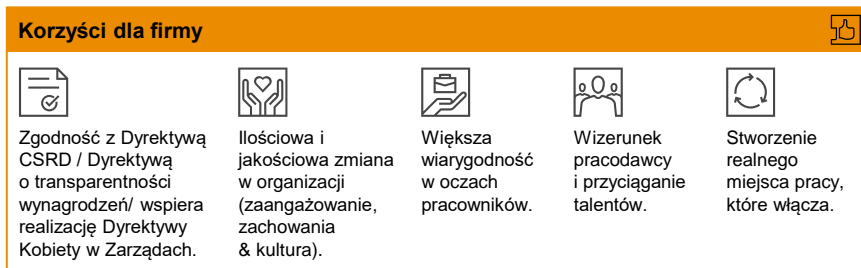 Korzyści dla firmy
Zgodność z Dyrektywą
CSRD / Dyrektywą
o transparentności
wynagrodzeń/ wspiera
realizację Dyrektywy
Kobiety w Zarządach.
Ilościowa i
jakościowa zmiana
w organizacji
(zaangażowanie,
zachowania
& kultura).
Większa
wiarygodność
w oczach
pracowników.
Wizerunek
pracodawcy
i przyciąganie
talentów.
Stworzenie
realnego
miejsca pracy,
które włącza.